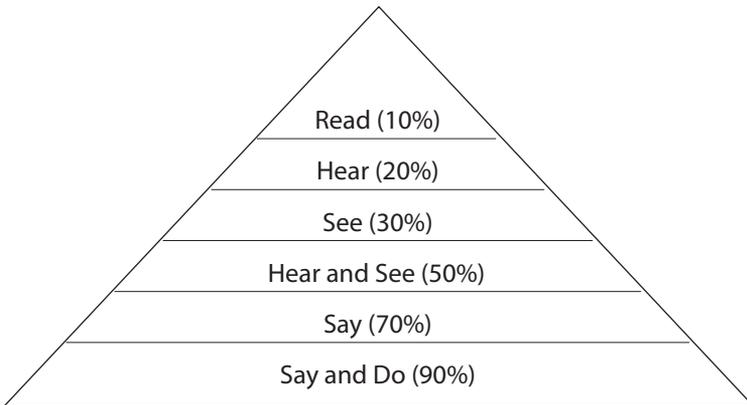 Read (10%)
Hear (20%)
See (30%)
Hear and See (50%)
Say (70%)
Say and Do (90%)